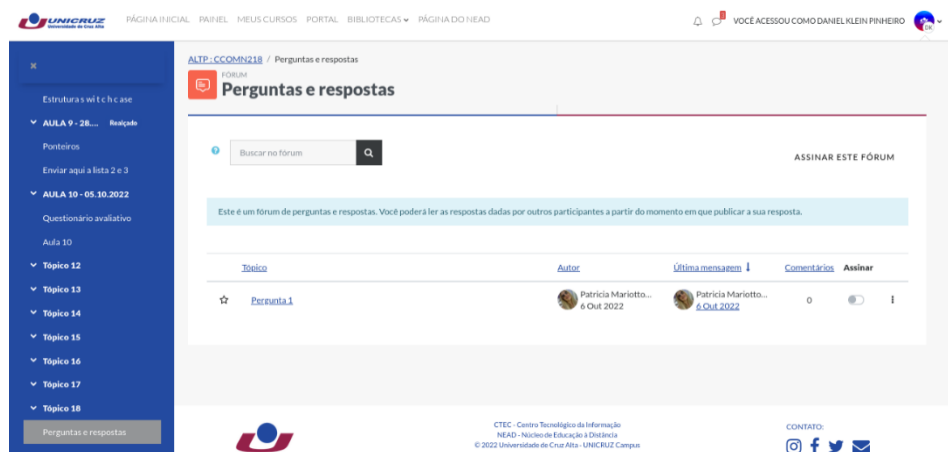 UNICRUZ
Universidade de Cruz Alta
PÁGINA INICIAL PAINEL MEUS CURSOS PORTAL BIBLIOTECAS PÁGINA DO NEAD
VOCÊ ACESSOU COMO DANIEL KLEIN PINHEIRO
DK
Estrutura s wi t c h c ase
AULA 9 - 28.... Realçado
Ponteiros
Enviar aqui a lista 2 e 3
AULA 10 - 05.10.2022
Questionário avaliativo
Aula 10
Tópico 12
Tópico 13
Tópico 14
Tópico 15
Tópico 16
Tópico 17
Tópico 18
Perguntas e respostas
ALTP : CCOMN218 / Perguntas e respostas
FÓRUM
Perguntas e respostas
Buscar no fórum
ASSINAR ESTE FÓRUM
Este é um fórum de perguntas e respostas. Você poderá ler as respostas dadas por outros participantes a partir do momento em que publicar a sua resposta.
Tópico Autor Última mensagem Comentários Assinar
Pergunta 1 Patricia Mariotto... Patricia Mariotto... 0
6 Out 2022 6 Out 2022
CTEC - Centro Tecnológico da Informação
NEAD - Núcleo de Educação à Distância
© 2022 Universidade de Cruz Alta - UNICRUZ Campus
CONTATO: